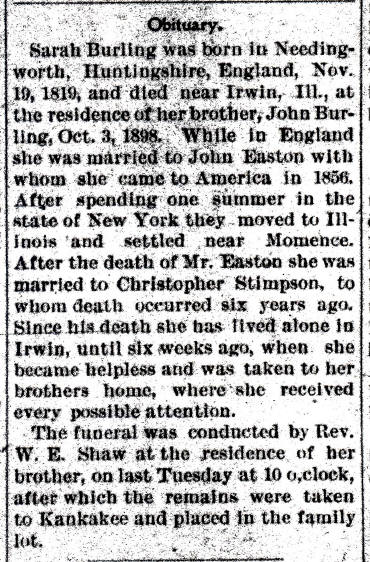 Obituary.
Sarah Burling was born in Needing-
worth, Huntingshire, England, Nov.
19, 1819, and died near Irwin, Ill., at
the residence of her brother, John Bur-
ling, Oct. 3, 1898. While in England
she was married to John Easton with
whom she came to America in 1856.
After spending one summer in the
state of New York they moved to Ill-
inois and settled near Momence.
After the death of Mr. Easton she was
married to Christopher Stimpson, to
whom death occurred six years ago.
Since his death she has lived alone in
Irwin, until six weeks ago, when she
became helpless and was taken to her
brothers home, where she received
every possible attention.
The funeral was conducted by Rev.
W. E. Shaw at the residence of her
brother, on last Tuesday at 10 o,clock,
after which the remains were taken
to Kankakee and placed in the family
lot.